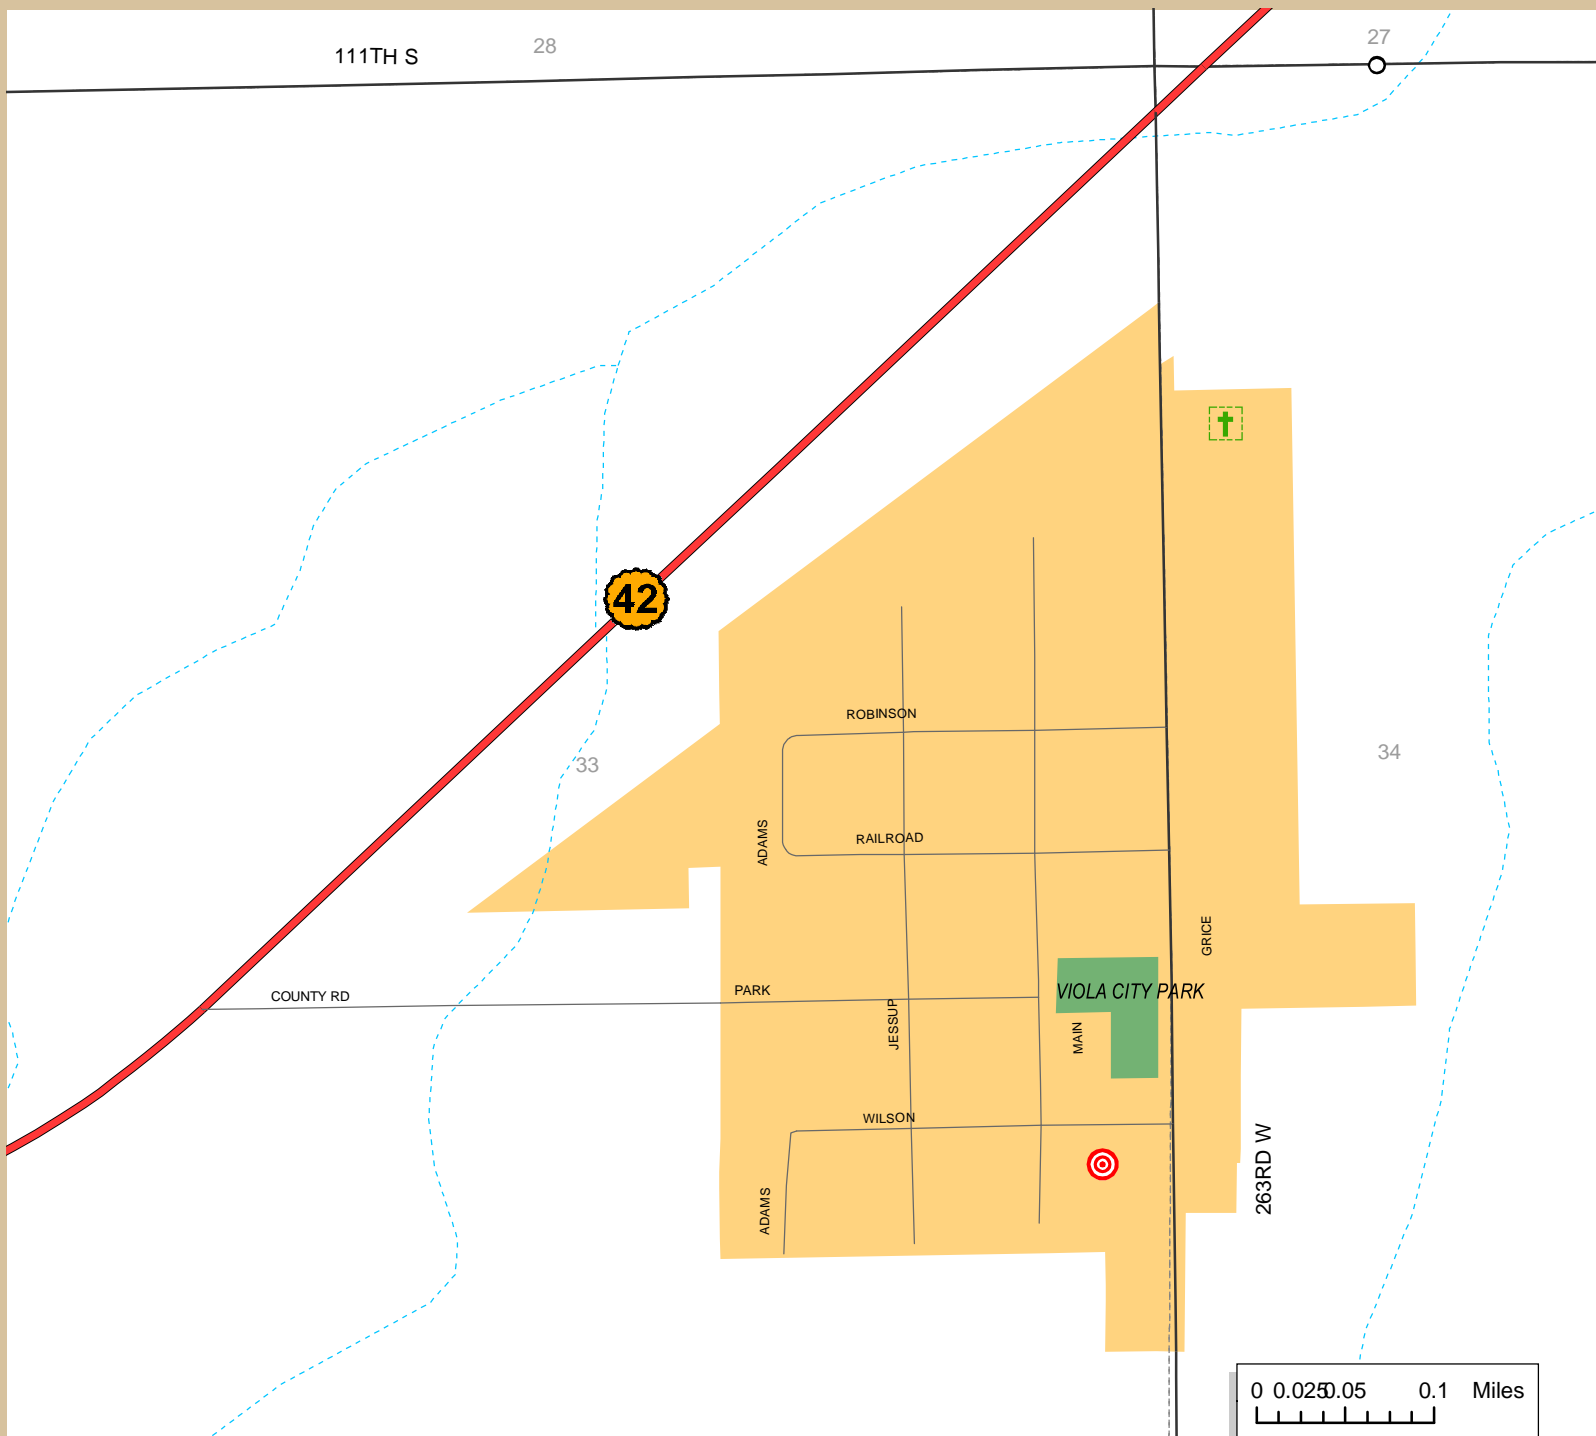 27
28
111TH S
42
ROBINSON
34
33
RAILROAD
ADAMS
GRICE
PARK
VIOLA CITY PARK
COUNTY RD
JESSUP
MAIN
WILSON
263RD W
ADAMS
0 0.025 0.05 0.1 Miles